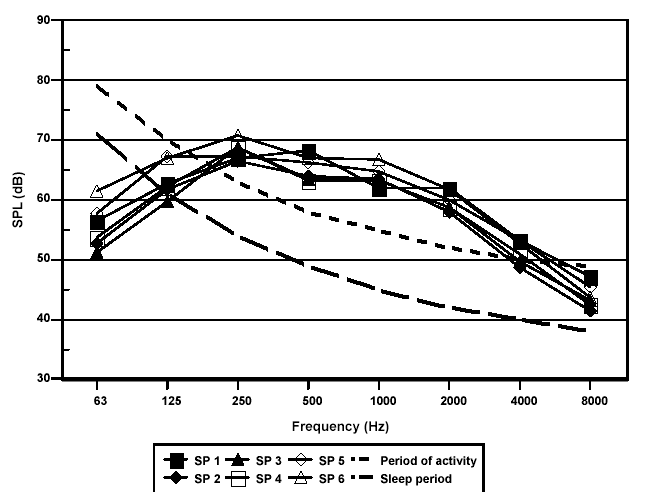 90
80
70
60
50
40
30
SPL (dB)
63 125 250 500 1000 2000 4000 8000
Frequency (Hz)
SP 1 SP 3 SP 5 Period of activity
SP 2 SP 4 SP 6 Sleep period